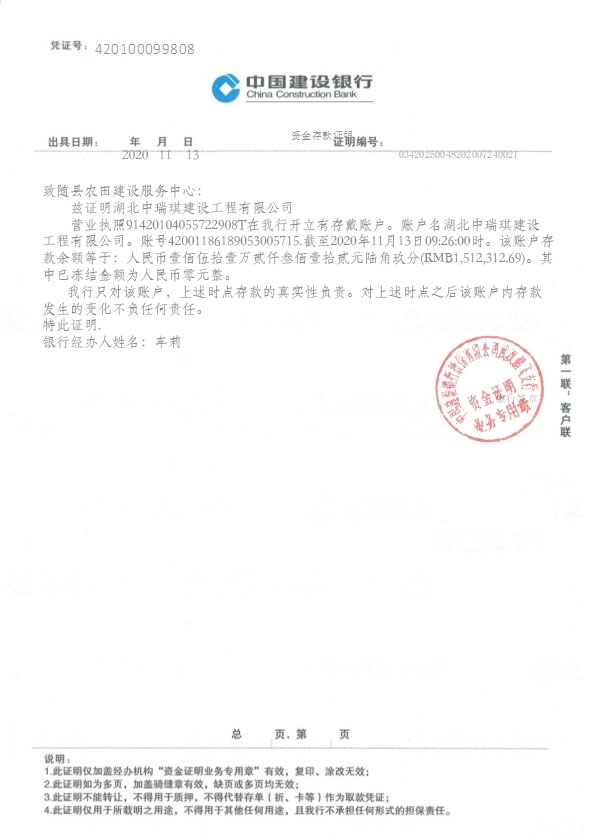 凭证号: 420100099808
中国建设银行
China Construction Bank
资金存款证明
出具日期: 年 月 日 证明编号:
2020 11 13 03420250048202007240021
致随县农田建设服务中心:
兹证明湖北中瑞琪建设工程有限公司
营业执照91420104055722908T在我行开立有存戴账户。账户名湖北中瑞琪建设
工程有限公司。账号42001186189053005715.截至2020年11月13日09:26:00时。该账户存
款余额等于:人民币壹佰伍拾壹万贰仟叁佰壹拾贰元陆角玖分(RMB1,512,312.69)。其
中已冻结金额为人民币零元整。
我行只对该账户,上述时点存款的真实性负责。对上述时点之后该账户内存款
发生的变化不负任何责任。
特此证明.
银行经办人姓名:车莉
资金证明
业务专用章
第一联:客户联
总 页、第 页
说明:
1.此证明仅加盖经办机构“资金证明业务专用章”有效,复印、涂改无效;
2.此证明如为多页,加盖骑缝章有效,缺页或多页均无效;
3.此证明不能转让,不得用于质押,不得代替存单(折、卡等)作为取款凭证;
4.此证明仅用于所载明之用途,不得用于其他任何用途,且我行不承担任何形式的担保责任。